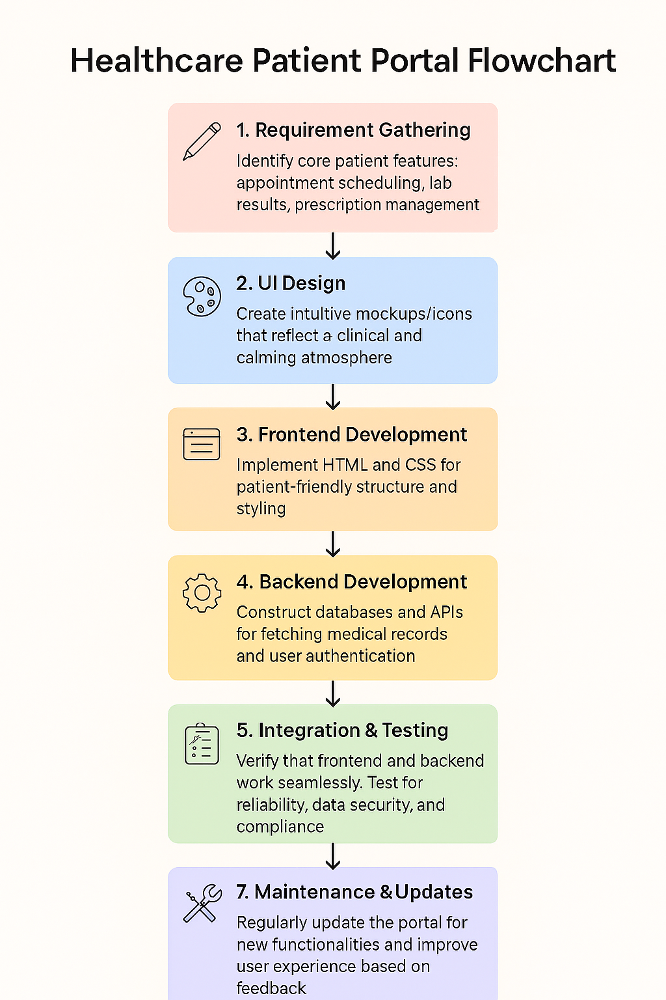 Healthcare Patient Portal Flowchart
1. Requirement Gathering
Identify core patient features:
appointment scheduling, lab
results, prescription management
2. UI Design
Create intultive mockups/icons
that reflect a clinical and
calming atmosphere
3. Frontend Development
Implement HTML and CSS for
patient-friendly structure and
styling
4. Backend Development
Construct databases and APIs
for fetching medical records
and user authentication
5. Integration & Testing
Verify that frontend and backend
work seamlessly. Test for
reliability, data security, and
compliance
7. Maintenance & Updates
Regularly update the portal for
new functionalities and improve
user experience based on
feedback